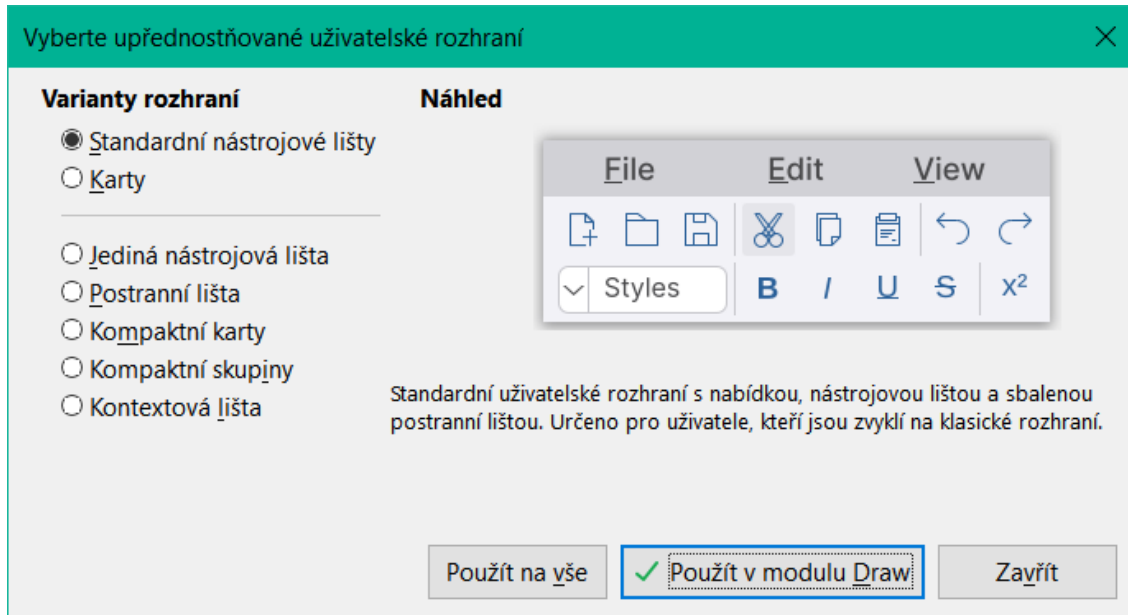 Vyberte upřednostňované uživatelské rozhraní
Varianty rozhraní
Standardní nástrojové lišty
Karty
Jediná nástrojová lišta
Postranní lišta
Kompaktní karty
Kompaktní skupiny
Kontextová lišta
Náhled
File Edit View
Styles B I U S X²
Standardní uživatelské rozhraní s nabídkou, nástrojovou lištou a sbalenou
postranní lištou. Určeno pro uživatele, kteří jsou zvyklí na klasické rozhraní.
Použít na vše Použít v modulu Draw Zavřít